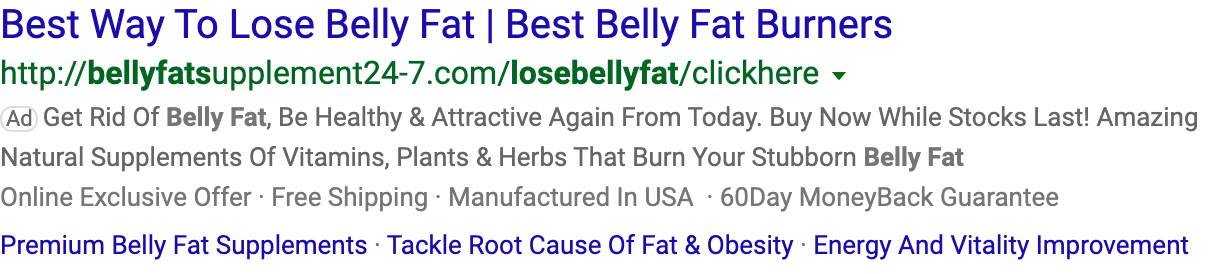 Best Way To Lose Belly Fat | Best Belly Fat Burners
http://bellyfatsupplement24-7.com/losebellyfat/clickhere
Ad Get Rid Of Belly Fat, Be Healthy & Attractive Again From Today. Buy Now While Stocks Last! Amazing
Natural Supplements Of Vitamins, Plants & Herbs That Burn Your Stubborn Belly Fat
Online Exclusive Offer · Free Shipping · Manufactured In USA · 60Day MoneyBack Guarantee
Premium Belly Fat Supplements · Tackle Root Cause Of Fat & Obesity · Energy And Vitality Improvement